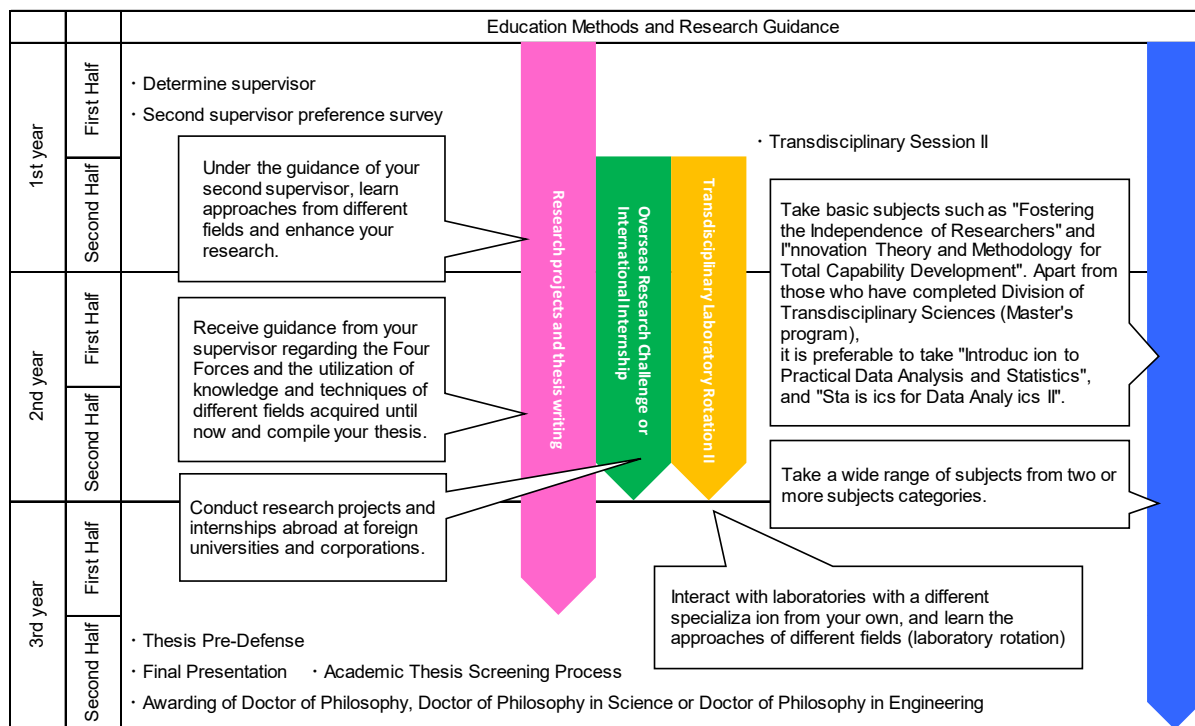 Education Methods and Research Guidance
1st year
First Half
・Determine supervisor
・Second supervisor preference survey
・Transdisciplinary Session II
Second Half
Under the guidance of your
second supervisor, learn
approaches from different
fields and enhance your
research.
Research projects and thesis writing
Overseas Research Challenge or
International Internship
Transdisciplinary Laboratory Rotation II
Take basic subjects such as "Fostering
the Independence of Researchers" and
I"nnovation Theory and Methodology for
Total Capability Development". Apart from
those who have completed Division of
Transdisciplinary Sciences (Master's
program),
it is preferable to take "Introduc ion to
Practical Data Analysis and Statistics",
and "Sta is ics for Data Analy ics II".
2nd year
First Half
Receive guidance from your
supervisor regarding the Four
Forces and the utilization of
knowledge and techniques of
different fields acquired until
now and compile your thesis.
Second Half
Take a wide range of subjects from two or
more subjects categories.
Conduct research projects and
internships abroad at foreign
universities and corporations.
3rd year
First Half
Interact with laboratories with a different
specializa ion from your own, and learn the
approaches of different fields (laboratory rotation)
Second Half
・Thesis Pre-Defense
・Final Presentation ・Academic Thesis Screening Process
・Awarding of Doctor of Philosophy, Doctor of Philosophy in Science or Doctor of Philosophy in Engineering